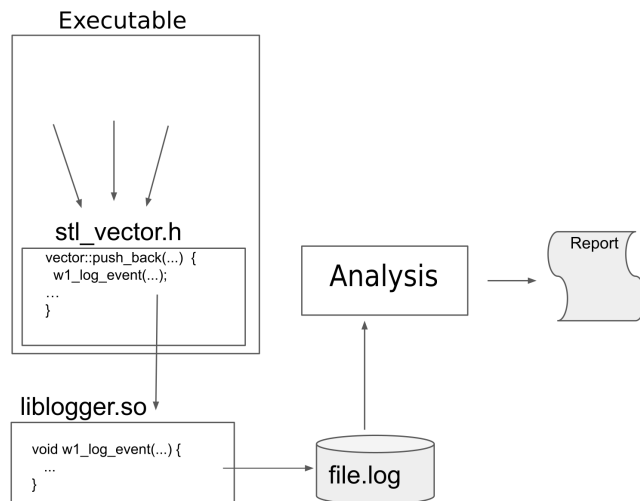 Executable
stl_vector.h
vector::push_back(...)  {
w1_log_event(...);
…
}
liblogger.so
void w1_log_event(...) {
...
}
file.log
Analysis
Report